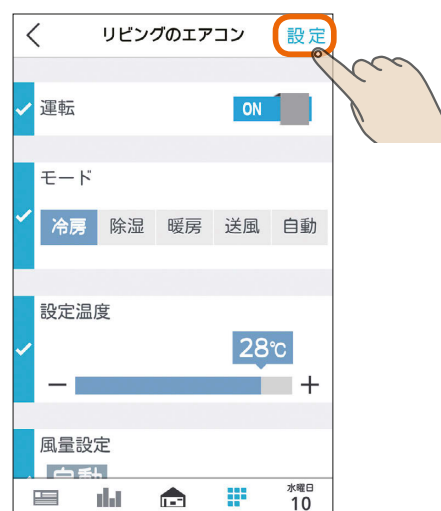 リビングのエアコン 設定
運転
ON
モード
冷房 除湿 暖房 送風 自動
設定温度
28℃
− +
風量設定
自動
水曜日
10